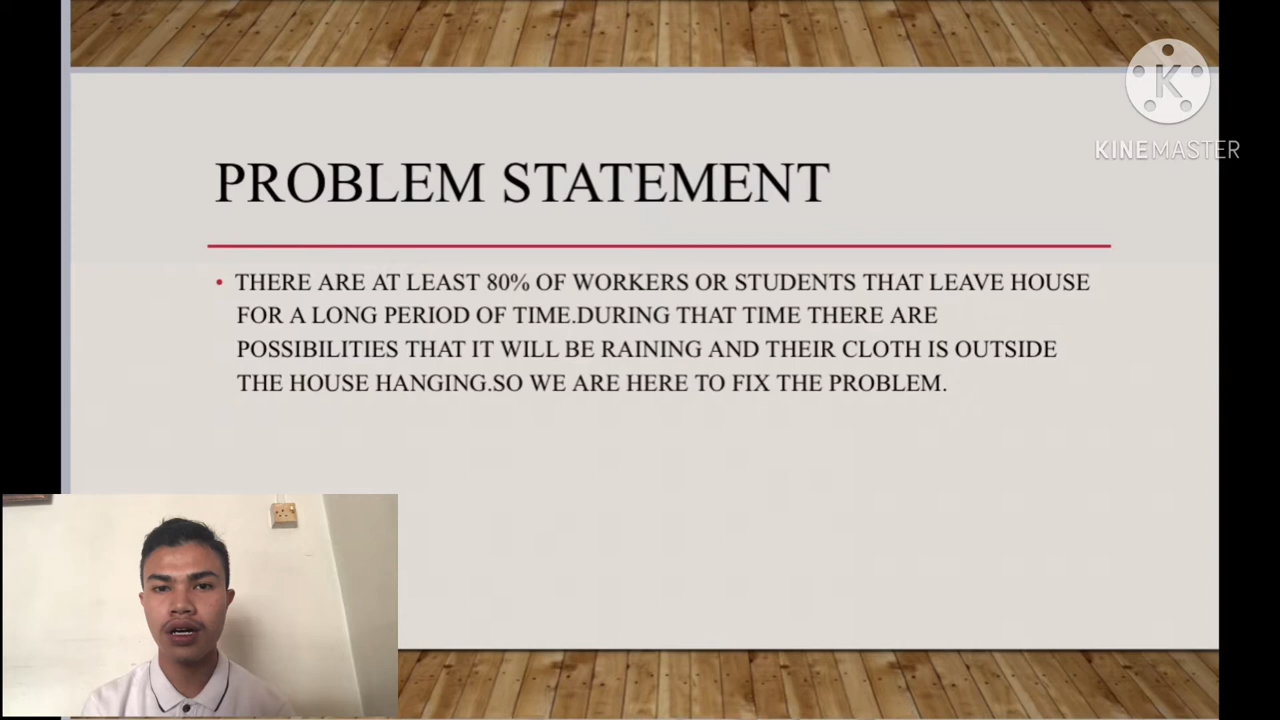 KINEMASTER
PROBLEM STATEMENT
• THERE ARE AT LEAST 80% OF WORKERS OR STUDENTS THAT LEAVE HOUSE
FOR A LONG PERIOD OF TIME.DURING THAT TIME THERE ARE
POSSIBILITIES THAT IT WILL BE RAINING AND THEIR CLOTH IS OUTSIDE
THE HOUSE HANGING.SO WE ARE HERE TO FIX THE PROBLEM.